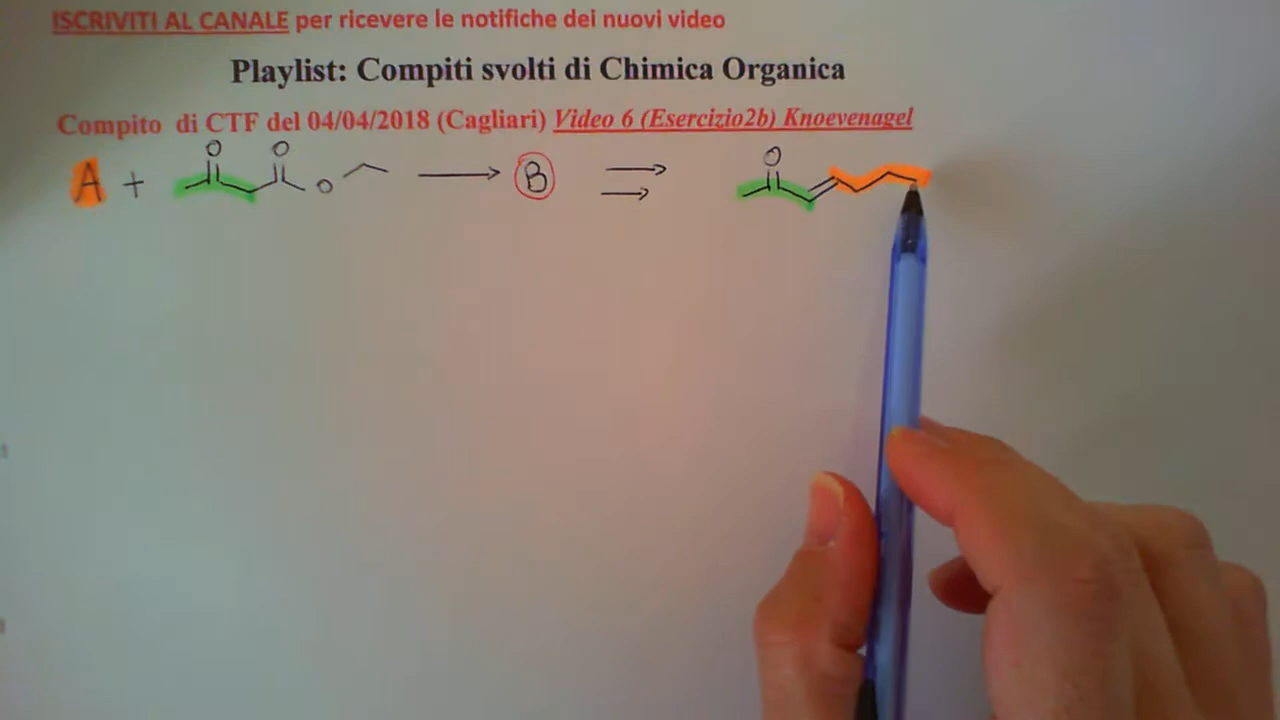 ISCRIVITI AL CANALE per ricevere le notifiche dei nuovi video
Playlist: Compiti svolti di Chimica Organica
Compito di CTF del 04/04/2018 (Cagliari) Video 6 (Esercizio2b) Knoevenagel
O O O
A + O B